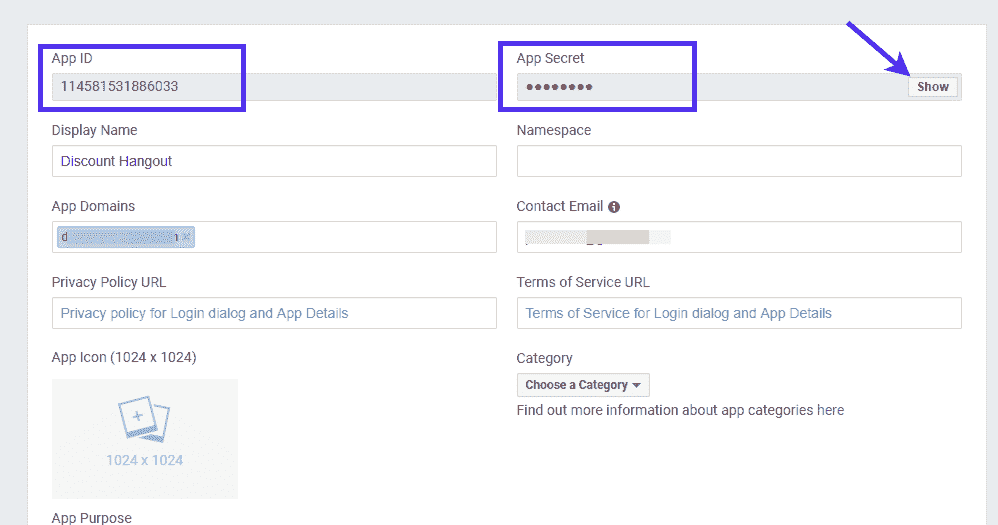 App ID
App Secret
114581531886033
●●●●●●●●
Show
Display Name
Namespace
Discount Hangout
App Domains
Contact Email
Privacy Policy URL
Terms of Service URL
Privacy policy for Login dialog and App Details
Terms of Service for Login dialog and App Details
App Icon (1024 x 1024)
Category
Choose a Category
Find out more information about app categories here
1024 x 1024
App Purpose